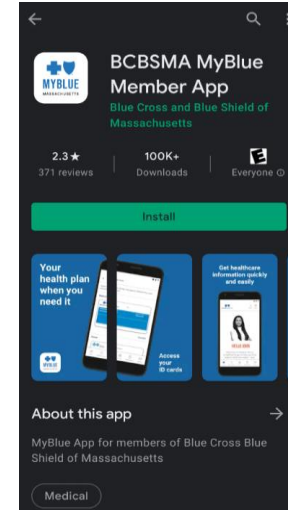 BCBSMA MyBlue
Member App
Blue Cross and Blue Shield of
Massachusetts
MYBLUE
MASSACHUSETTS
2.3★
371 reviews
100K+
Downloads
E
Everyone
Install
Your
health plan
when you
need it
MYBLUE
Access
your
ID cards
Get healthcare
information quickly
and easily
About this app
MyBlue App for members of Blue Cross Blue
Shield of Massachusetts
Medical